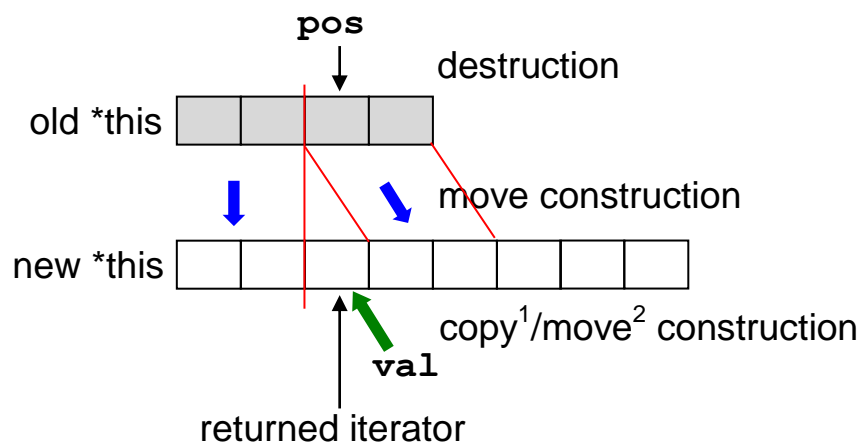 pos
destruction
old *this
move construction
new *this
copy¹/move² construction
val
returned iterator